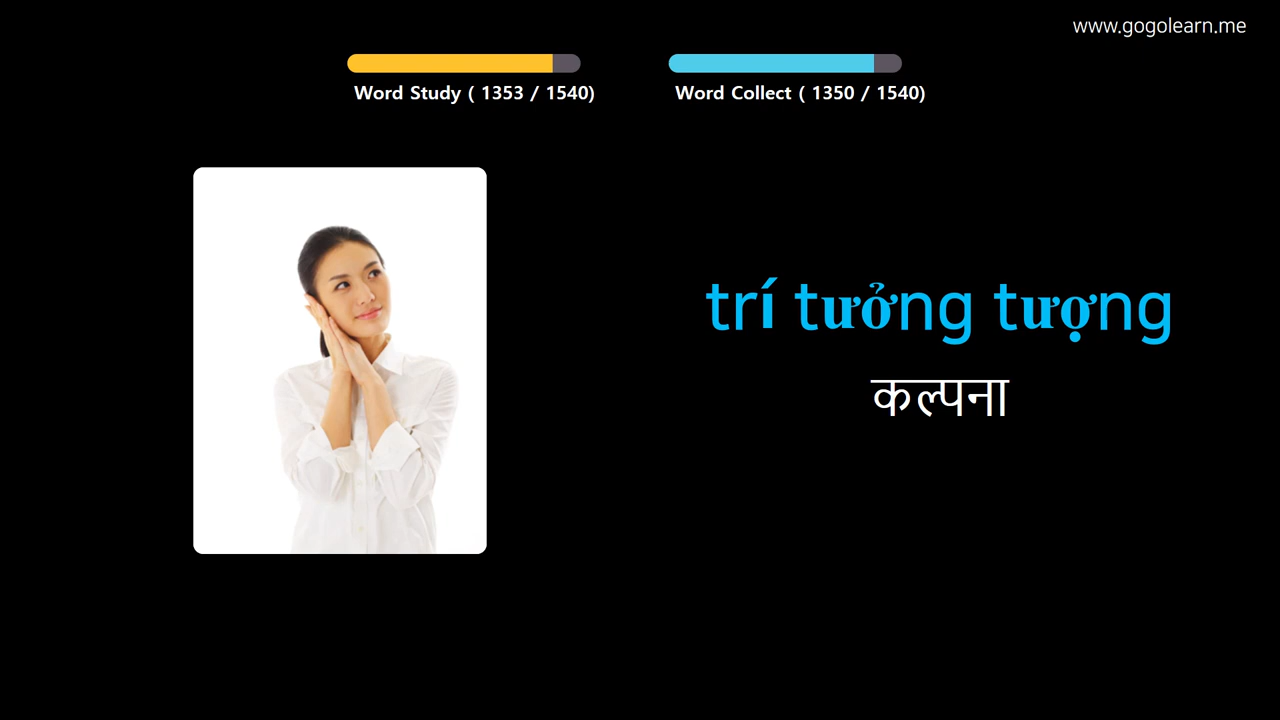 www.gogolearn.me
Word Study ( 1353 / 1540)
Word Collect ( 1350 / 1540)
trí tưởng tượng
कल्पना